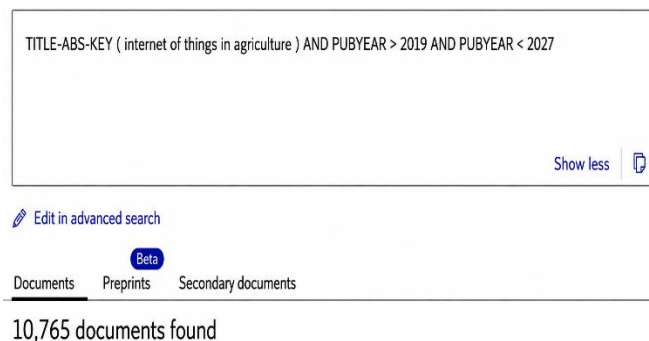 TITLE-ABS-KEY ( internet of things in agriculture ) AND PUBYEAR > 2019 AND PUBYEAR < 2027
Show less
Edit in advanced search
Beta
Documents Preprints Secondary documents
10,765 documents found